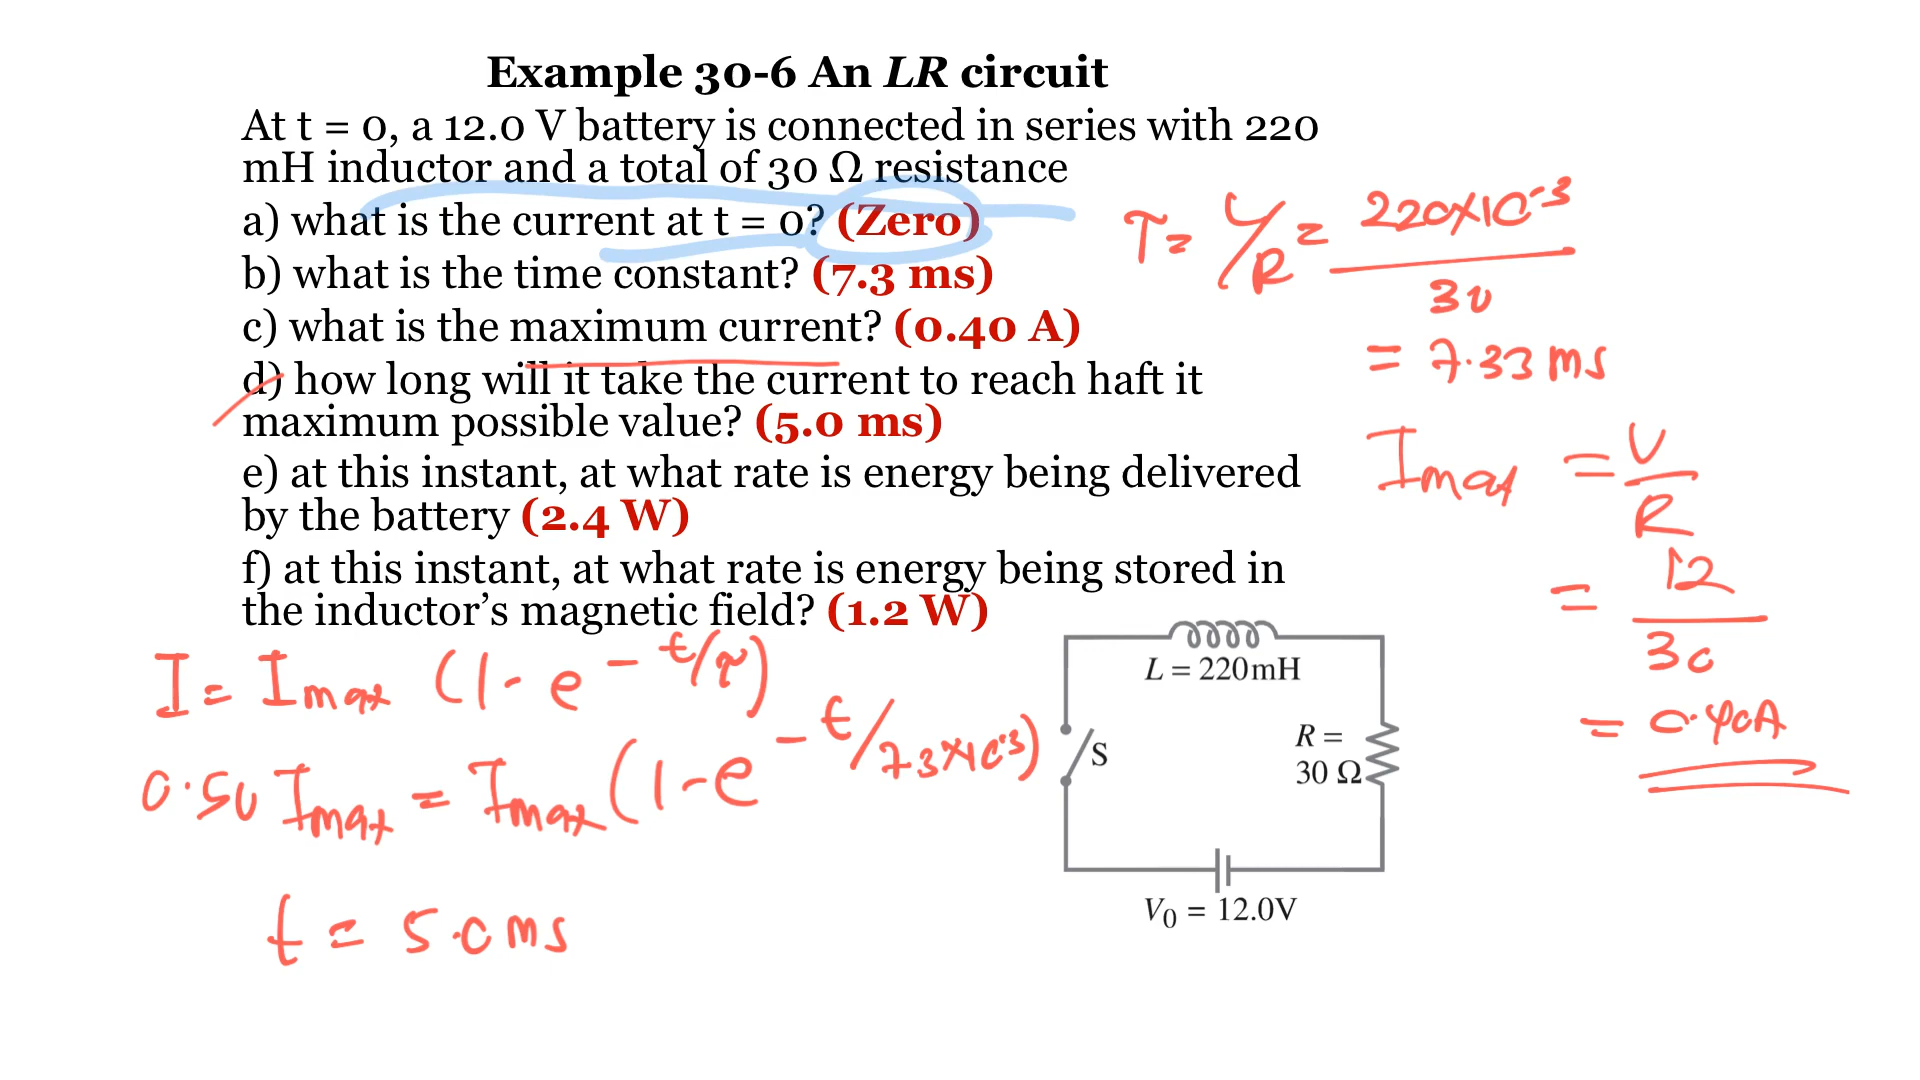 Example 30-6 An LR circuit
At t = 0, a 12.0 V battery is connected in series with 220
mH inductor and a total of 30 Ω resistance
a) what is the current at t = 0? (Zero)
b) what is the time constant? (7.3 ms)
c) what is the maximum current? (0.40 A)
d) how long will it take the current to reach haft it
maximum possible value? (5.0 ms)
e) at this instant, at what rate is energy being delivered
by the battery (2.4 W)
f) at this instant, at what rate is energy being stored in
the inductor’s magnetic field? (1.2 W)
τ = L/R = 220×10⁻³
30
= 7.33 ms
Imax = V
R
= 12
30
= 0.40A
I = Imax (1 - e^-t/τ)
0.50 Imax = Imax (1 - e^-t/7.3×10⁻³)
t = 5.0 ms
L = 220mH
S
R =
30 Ω
V₀ = 12.0V